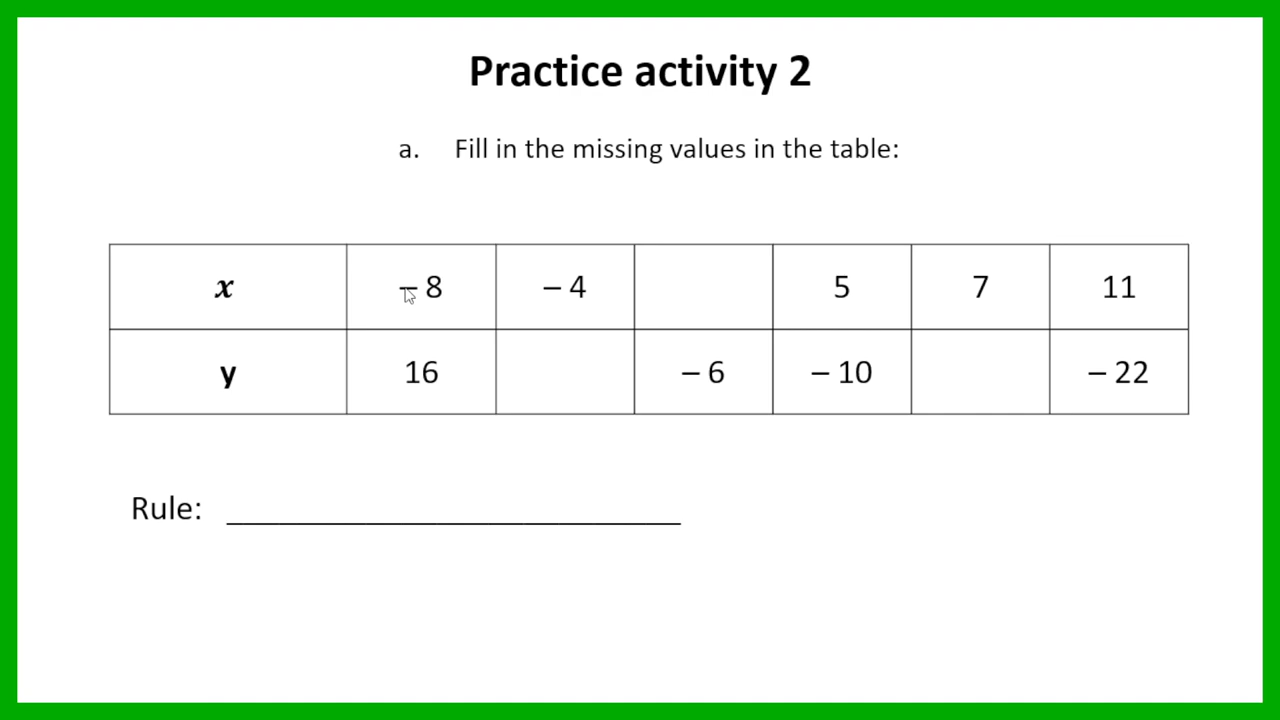 Practice activity 2
a. Fill in the missing values in the table:
x – 8 – 4 5 7 11
y 16 – 6 – 10 – 22
Rule: ____________________________